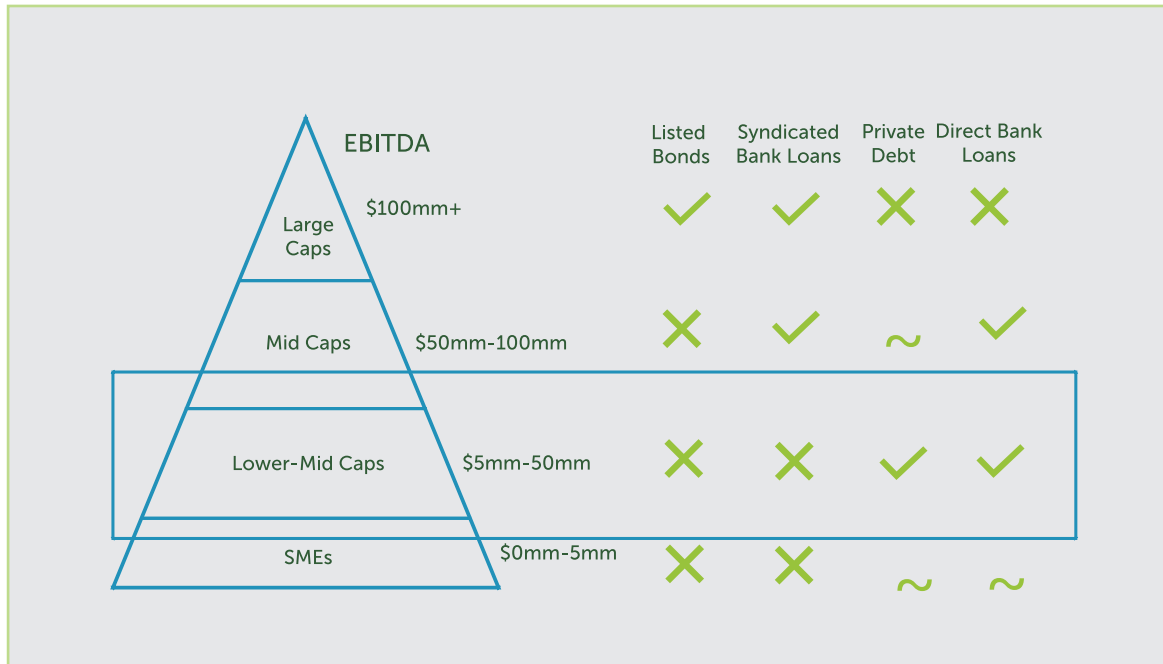 EBITDA
Listed
Bonds
Syndicated
Bank Loans
Private
Debt
Direct Bank
Loans
Large
Caps
$100mm+
Mid Caps
$50mm-100mm
~
Lower-Mid Caps
$5mm-50mm
SMEs
$0mm-5mm
~
~